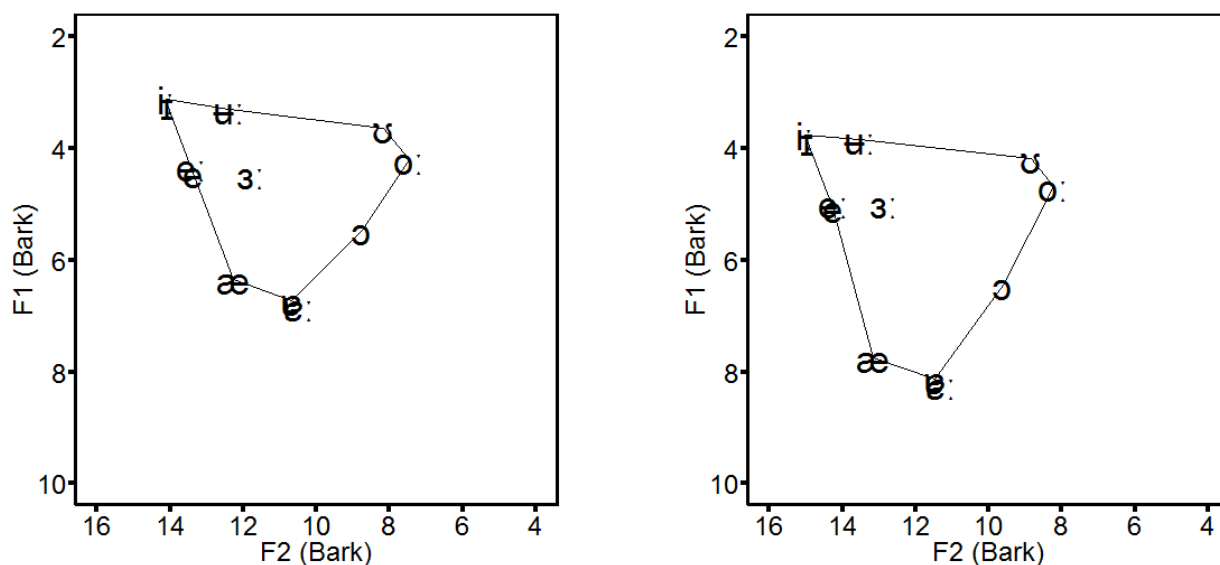 2
4
6
8
10
F1 (Bark)
iː
ɪ
ʉː
ʊ
oː
eː
e
ɜː
ɔ
æ
ɐ
ɐː
16 14 12 10 8 6 4
F2 (Bark)
2
4
6
8
10
F1 (Bark)
iː
ɪ
ʉː
ʊ
oː
eː
e
ɜː
ɔ
æ
ɐ
ɐː
16 14 12 10 8 6 4
F2 (Bark)